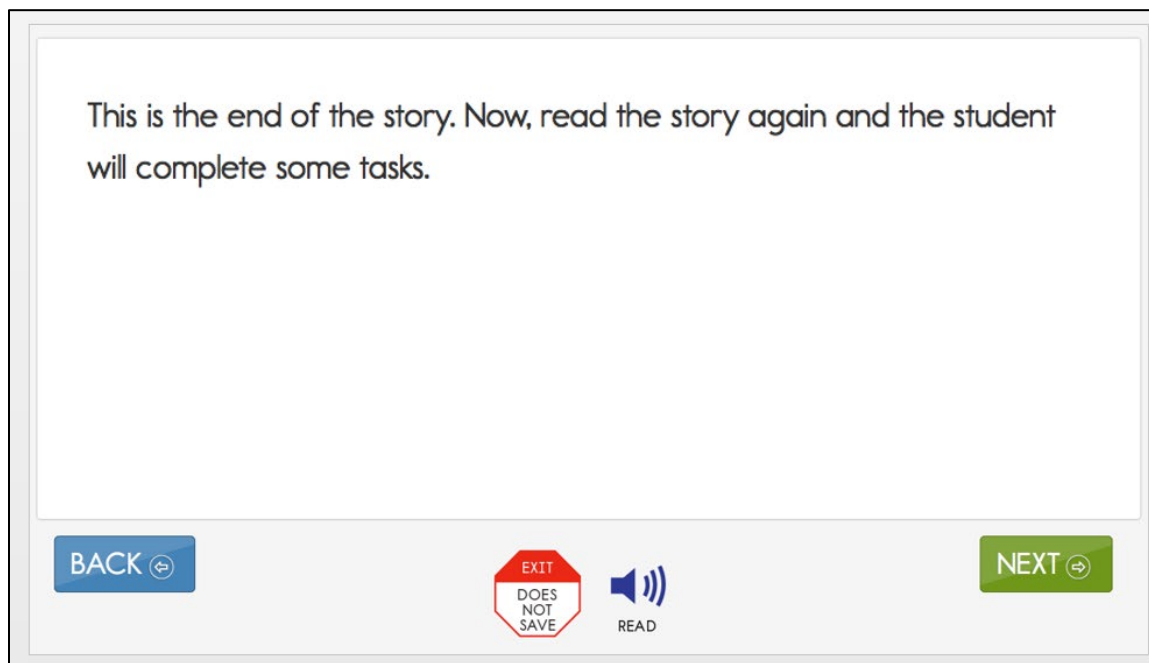 This is the end of the story. Now, read the story again and the student
will complete some tasks.
BACK
EXIT
DOES
NOT
SAVE
READ
NEXT